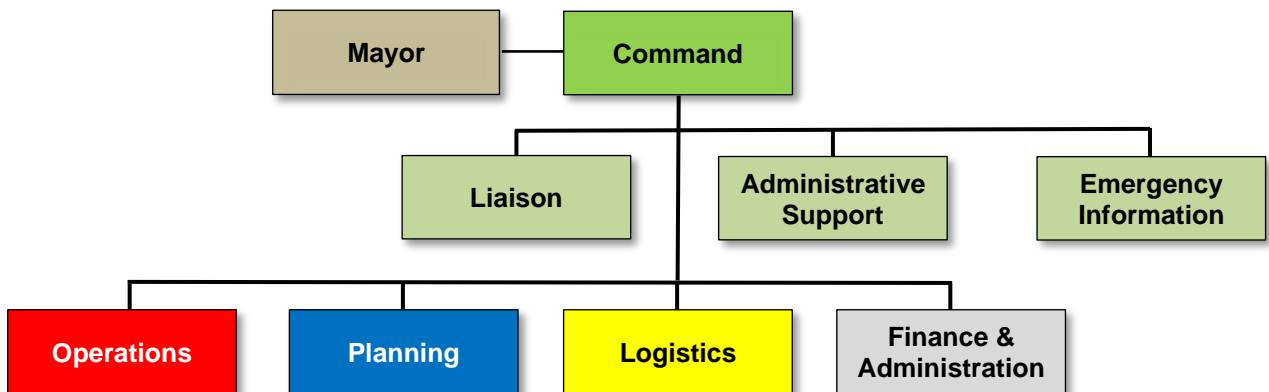 Mayor
Command
Liaison
Administrative
Support
Emergency
Information
Operations
Planning
Logistics
Finance &
Administration